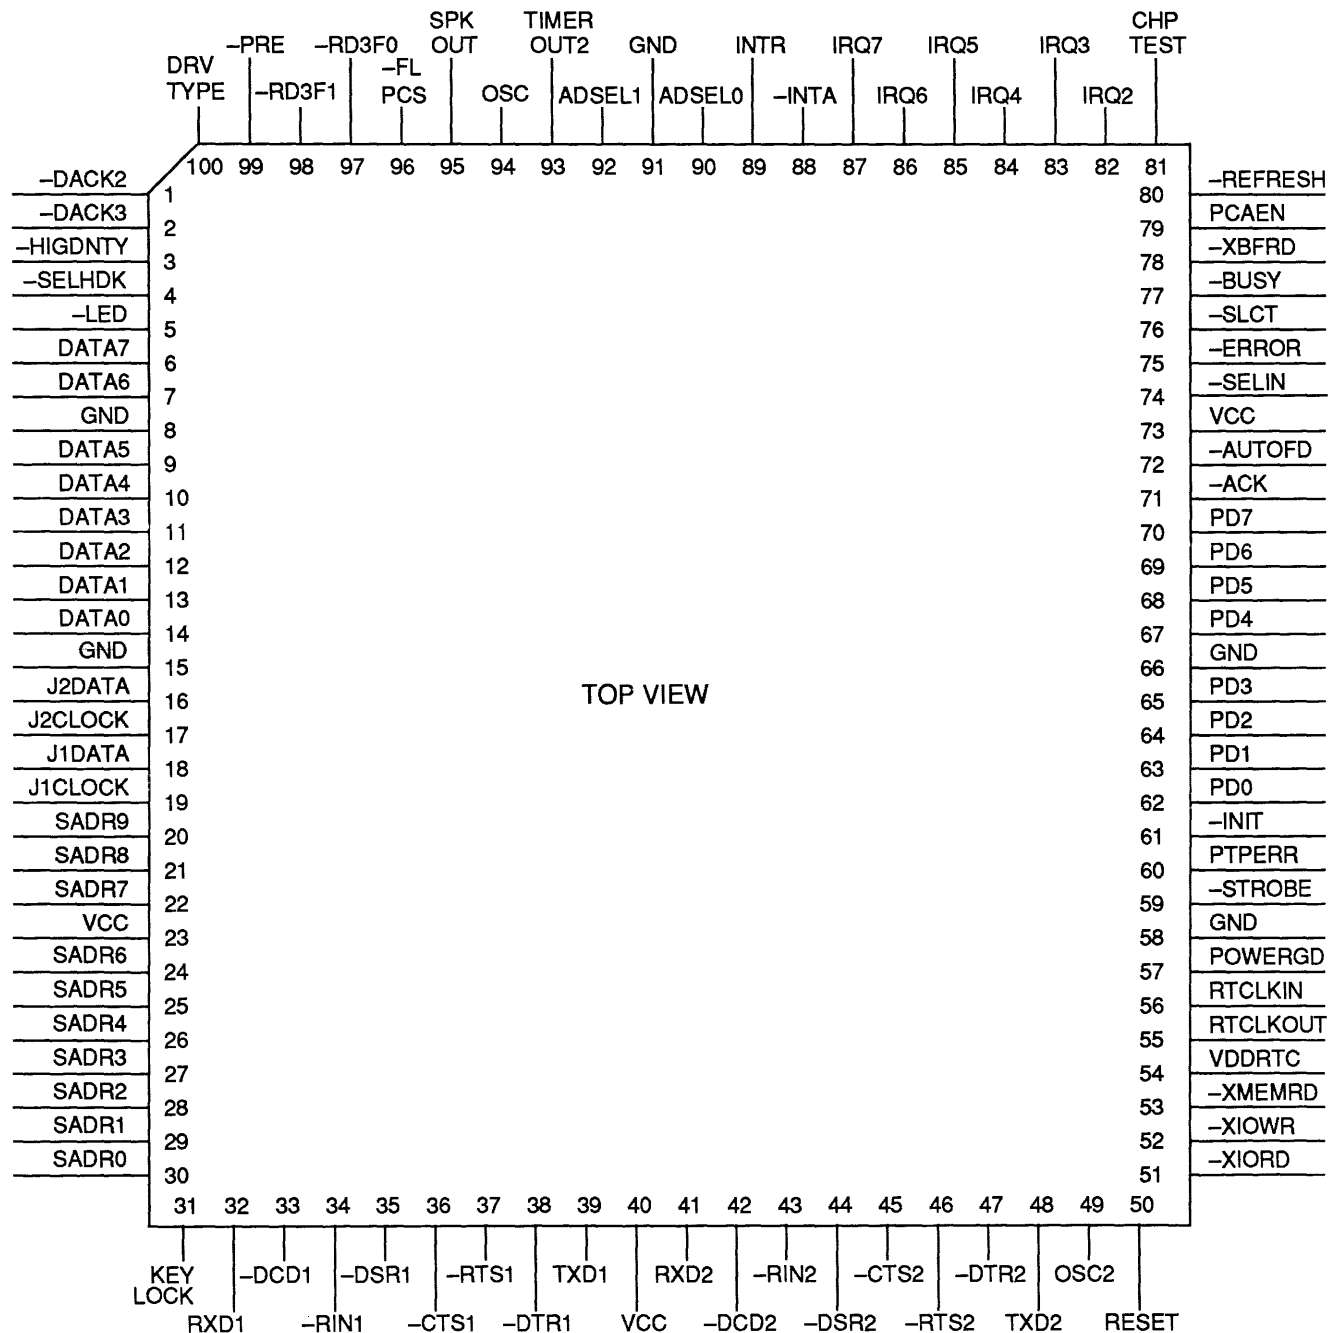 SPK OUT
TIMER OUT2
CHP TEST
–PRE
–RD3F0
GND
INTR
IRQ7
IRQ5
IRQ3
DRV TYPE
–RD3F1
–FL PCS
OSC
ADSEL1
ADSEL0
–INTA
IRQ6
IRQ4
IRQ2
100 99 98 97 96 95 94 93 92 91 90 89 88 87 86 85 84 83 82 81
–DACK2 1
–DACK3 2
–HIGDNTY 3
–SELHDK 4
–LED 5
DATA7 6
DATA6 7
GND 8
DATA5 9
DATA4 10
DATA3 11
DATA2 12
DATA1 13
DATA0 14
GND 15
J2DATA 16
J2CLOCK 17
J1DATA 18
J1CLOCK 19
SADR9 20
SADR8 21
SADR7 22
VCC 23
SADR6 24
SADR5 25
SADR4 26
SADR3 27
SADR2 28
SADR1 29
SADR0 30
TOP VIEW
80 –REFRESH
79 PCAEN
78 –XBFRD
77 –BUSY
76 –SLCT
75 –ERROR
74 –SELIN
73 VCC
72 –AUTOFD
71 –ACK
70 PD7
69 PD6
68 PD5
67 PD4
66 GND
65 PD3
64 PD2
63 PD1
62 PD0
61 –INIT
60 PTPERR
59 –STROBE
58 GND
57 POWERGD
56 RTCLKIN
55 RTCLKOUT
54 VDDRTC
53 –XMEMRD
52 –XIOWR
51 –XIORD
31 32 33 34 35 36 37 38 39 40 41 42 43 44 45 46 47 48 49 50
KEY LOCK
–DCD1
–DSR1
–RTS1
TXD1
RXD2
–RIN2
–CTS2
–DTR2
OSC2
RXD1
–RIN1
–CTS1
–DTR1
VCC
–DCD2
–DSR2
–RTS2
TXD2
RESET